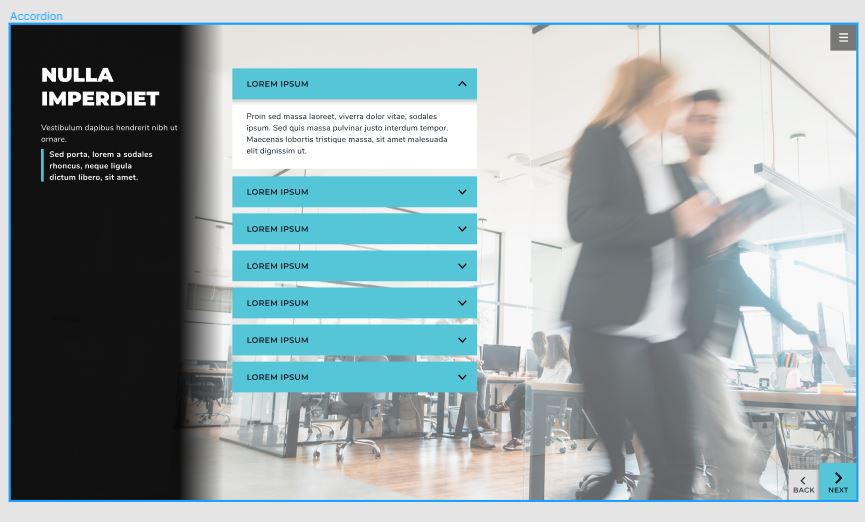 Accordion
NULLA
IMPERDIET
Vestibulum dapibus hendrerit nibh ut
ornare.
Sed porta, lorem a sodales
rhoncus, neque ligula
dictum libero, sit amet.
LOREM IPSUM
Proin sed massa laoreet, viverra dolor vitae, sodales
ipsum. Sed quis massa pulvinar justo interdum tempor.
Maecenas lobortis tristique massa, sit amet malesuada
elit dignissim ut.
LOREM IPSUM
LOREM IPSUM
LOREM IPSUM
LOREM IPSUM
LOREM IPSUM
LOREM IPSUM
BACK
NEXT